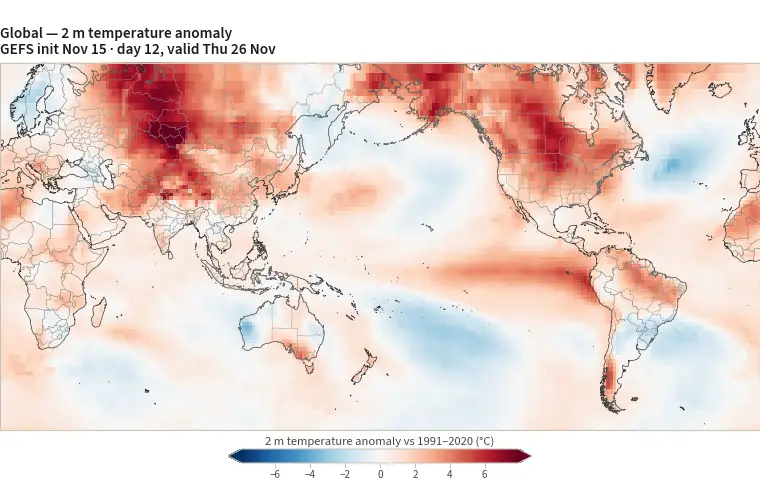 Global — 2 m temperature anomaly
GEFS init Nov 15 · day 12, valid Thu 26 Nov
2 m temperature anomaly vs 1991–2020 (°C)
−6 −4 −2 0 2 4 6